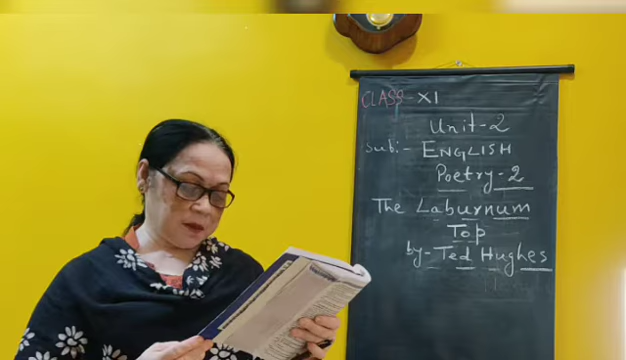 CLASS - XI
Unit-2
Sub:- ENGLISH
Poetry-2
The Laburnum
Top
by- Ted Hughes